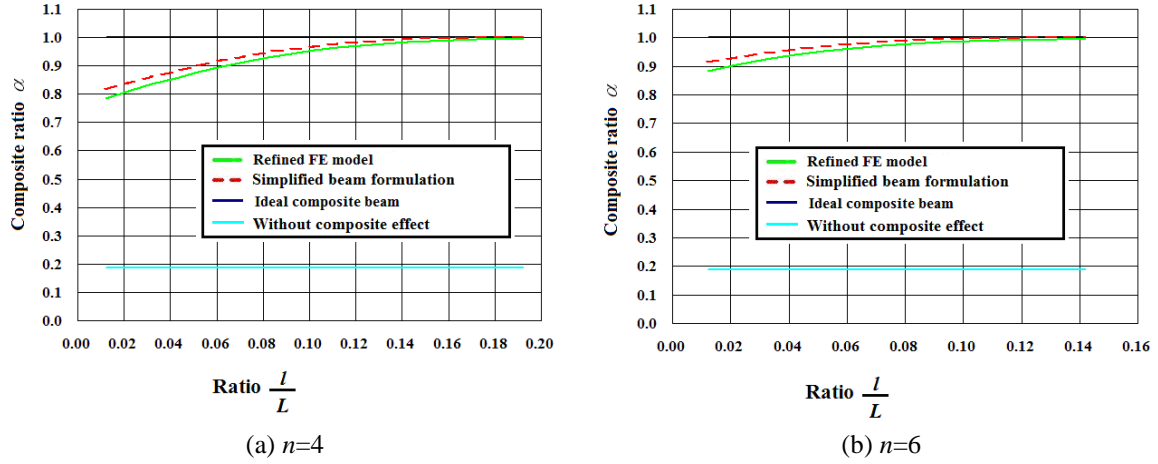 1.1
1.0
0.9
0.8
0.7
0.6
0.5
0.4
0.3
0.2
0.1
0.0
Composite ratio α
Refined FE model
Simplified beam formulation
Ideal composite beam
Without composite effect
0.00 0.02 0.04 0.06 0.08 0.10 0.12 0.14 0.16 0.18 0.20
Ratio l/L
(a) n=4
1.1
1.0
0.9
0.8
0.7
0.6
0.5
0.4
0.3
0.2
0.1
0.0
Composite ratio α
Refined FE model
Simplified beam formulation
Ideal composite beam
Without composite effect
0.00 0.02 0.04 0.06 0.08 0.10 0.12 0.14 0.16
Ratio l/L
(b) n=6